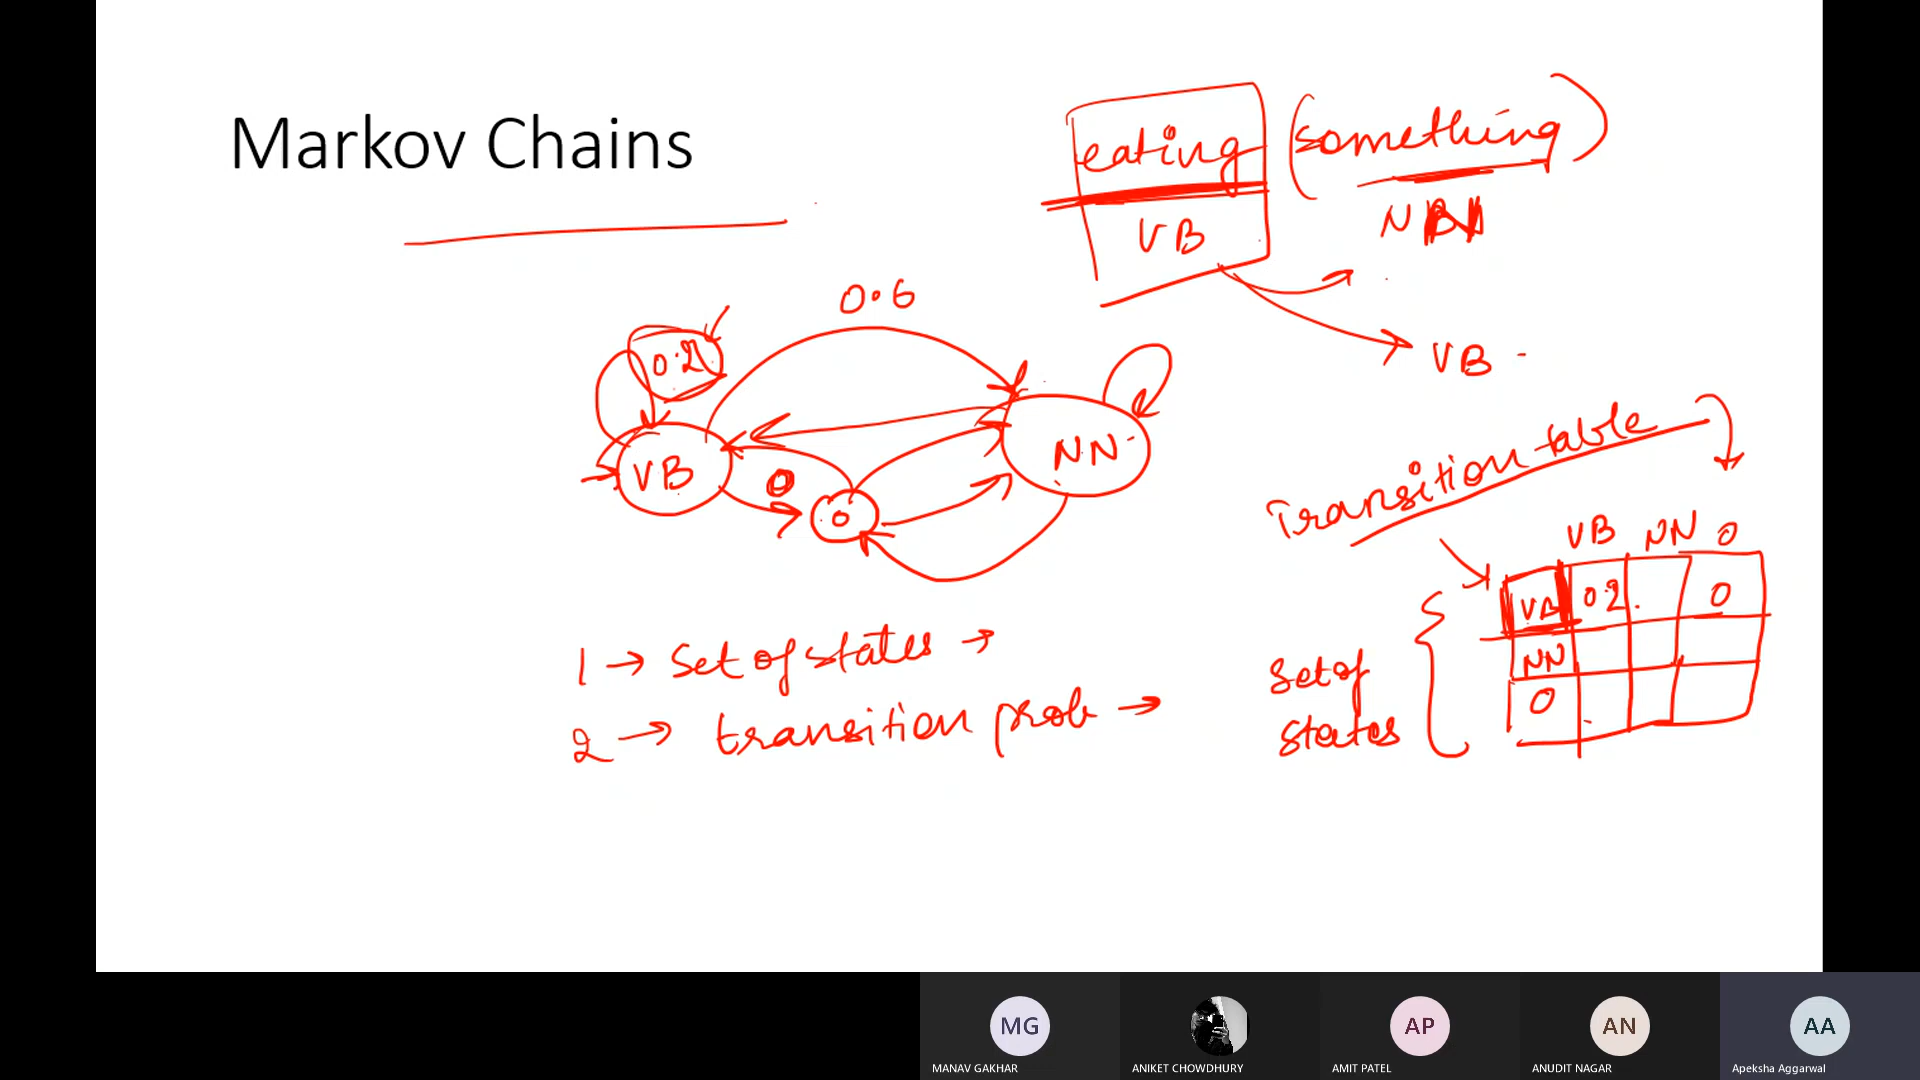 Markov Chains
eating (something)
VB
N
VB
0.6
0.2
VB
0
0
NN
Transition table
VB NN 0
VB 0.2 0
NN
0
1 → Set of states →
2 → transition prob →
Set of
states
MG
AP
AN
AA
MANAV GAKHAR
ANIKET CHOWDHURY
AMIT PATEL
ANUDIT NAGAR
Apeksha Aggarwal